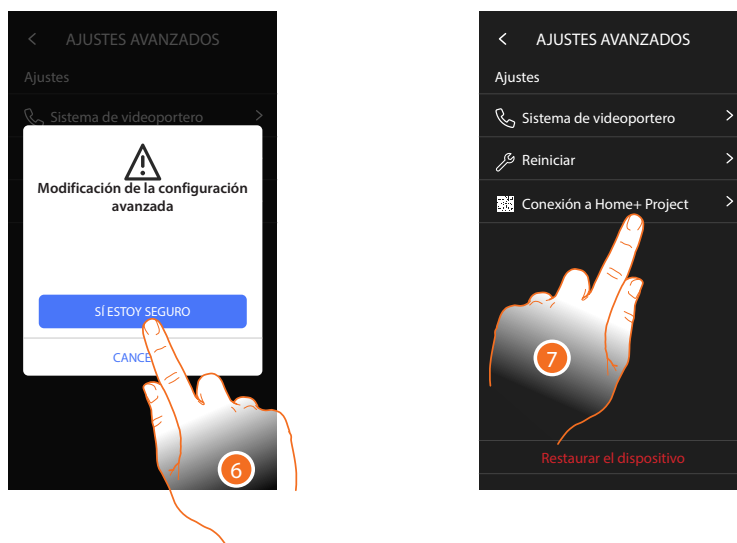 AJUSTES AVANZADOS
Ajustes
Sistema de videoportero
Modificación de la configuración
avanzada
SÍ ESTOY SEGURO
CANCE
6
AJUSTES AVANZADOS
Ajustes
Sistema de videoportero
Reiniciar
Conexión a Home+ Project
7
Restaurar el dispositivo